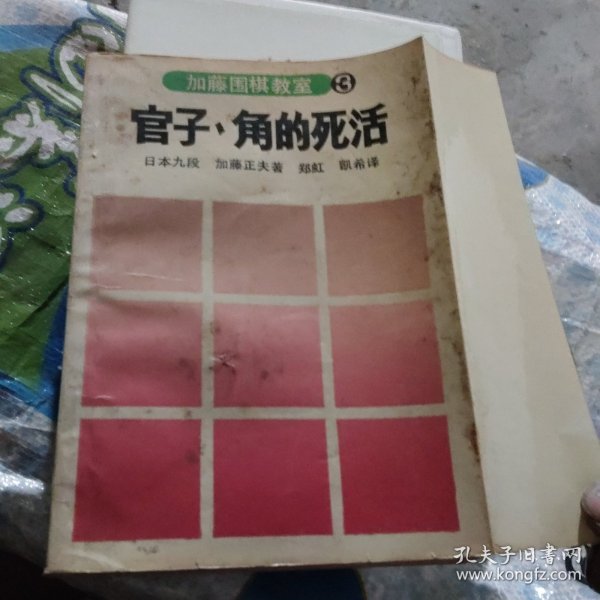 加藤围棋教室 3
官子、角的死活
日本九段 加藤正夫著 郑虹 凯希译
孔夫子旧书网
www.kongfz.com